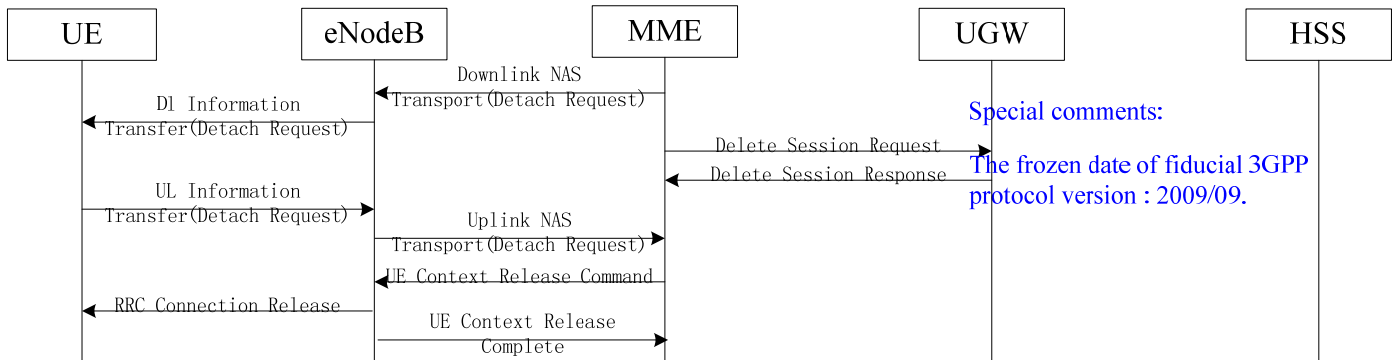 UE
eNodeB
MME
UGW
HSS
Downlink NAS
Transport(Detach Request)
Dl Information
Transfer(Detach Request)
Special comments:
Delete Session Request
The frozen date of fiducial 3GPP
Delete Session Response
protocol version : 2009/09.
UL Information
Transfer(Detach Request)
Uplink NAS
Transport(Detach Request)
UE Context Release Command
RRC Connection Release
UE Context Release
Complete